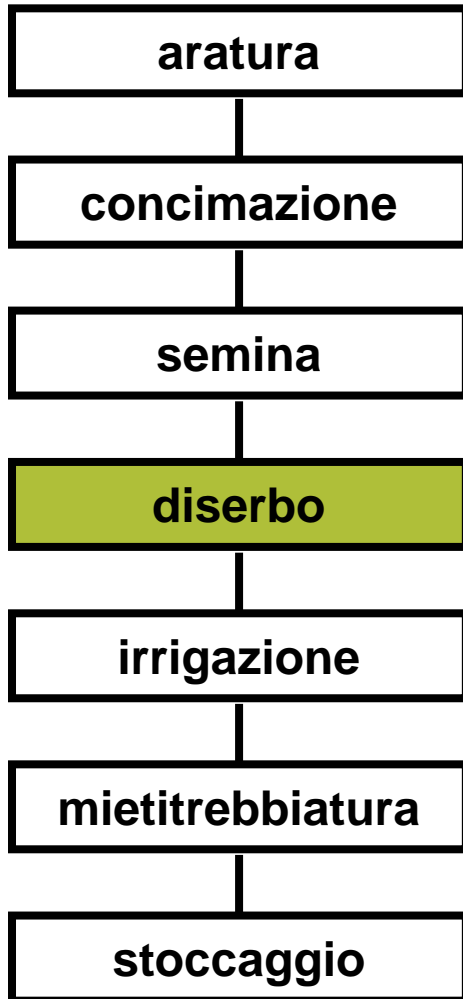 aratura
concimazione
semina
diserbo
irrigazione
mietitrebbiatura
stoccaggio